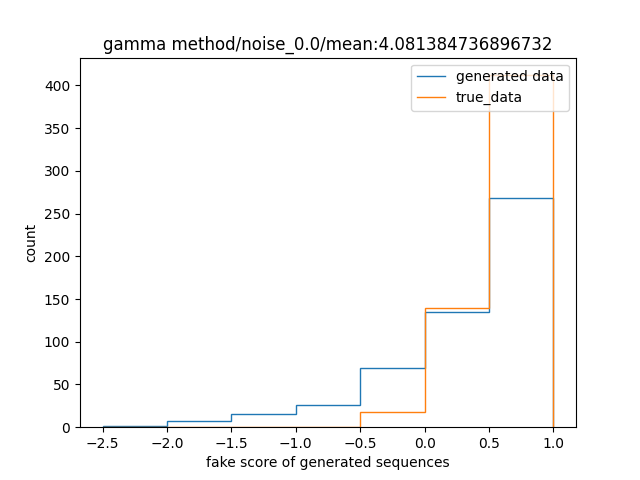 gamma method/noise_0.0/mean:4.081384736896732
generated data
true_data
400
350
300
250
200
150
100
50
0
count
−2.5 −2.0 −1.5 −1.0 −0.5 0.0 0.5 1.0
fake score of generated sequences